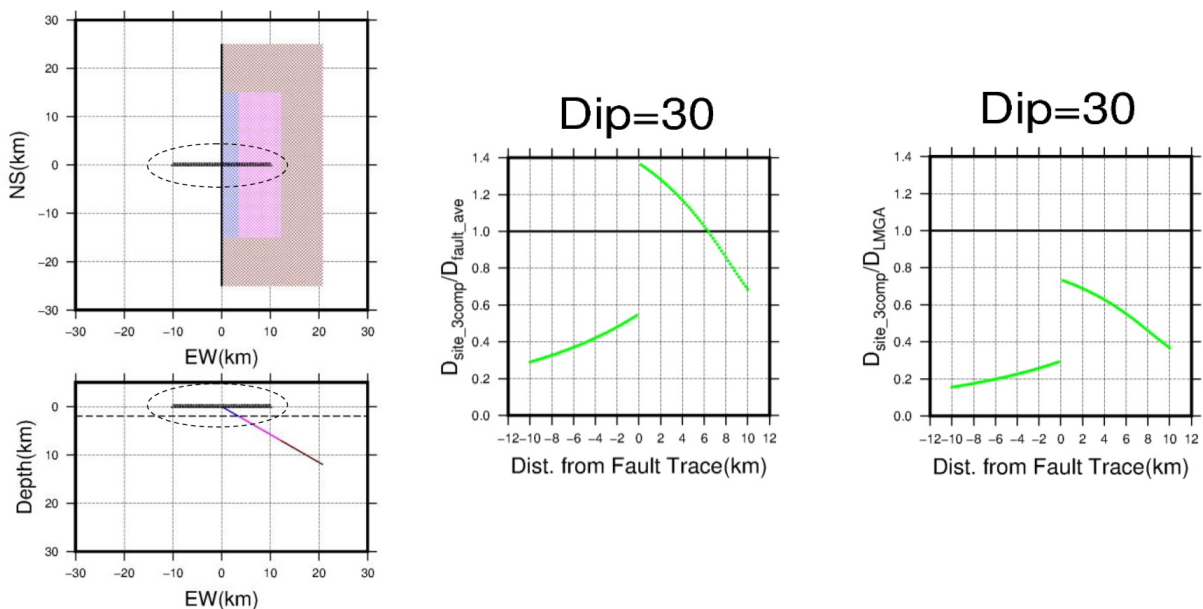 30
20
10
0
−10
−20
−30
NS(km)
−30 −20 −10 0 10 20 30
EW(km)
0
10
20
30
Depth(km)
−30 −20 −10 0 10 20 30
EW(km)
Dip=30
1.4
1.2
1.0
0.8
0.6
0.4
0.2
0.0
D_site_3comp/D_fault_ave
−12−10 −8 −6 −4 −2 0 2 4 6 8 10 12
Dist. from Fault Trace(km)
Dip=30
1.4
1.2
1.0
0.8
0.6
0.4
0.2
0.0
D_site_3comp/D_LMGA
−12−10 −8 −6 −4 −2 0 2 4 6 8 10 12
Dist. from Fault Trace(km)